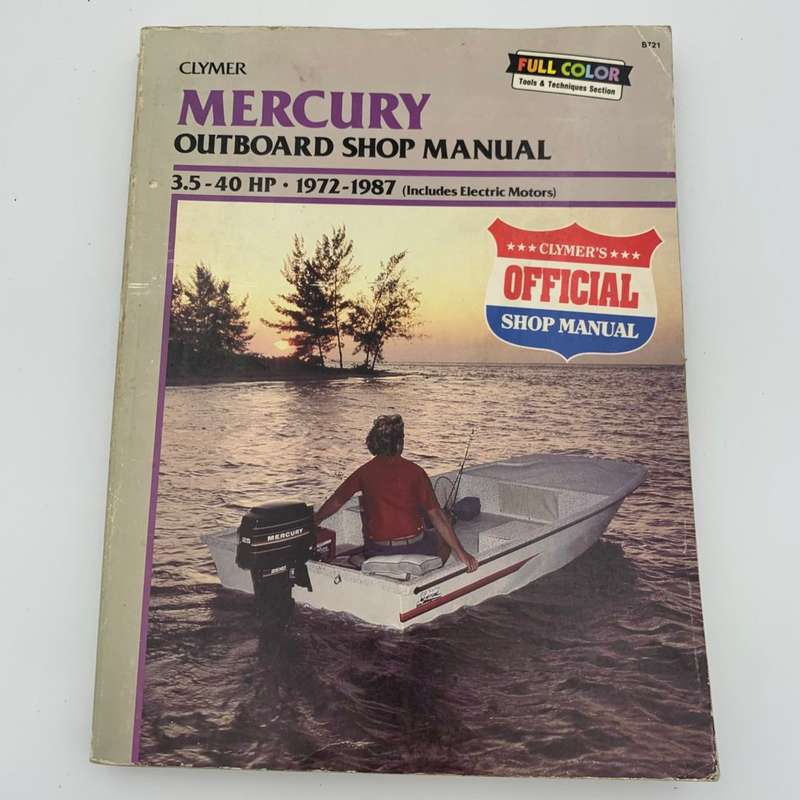 B721
FULL COLOR
Tools & Techniques Section
CLYMER
MERCURY
OUTBOARD SHOP MANUAL
3.5-40 HP • 1972-1987 (Includes Electric Motors)
★★★ CLYMER'S ★★★
OFFICIAL
SHOP MANUAL
MERCURY